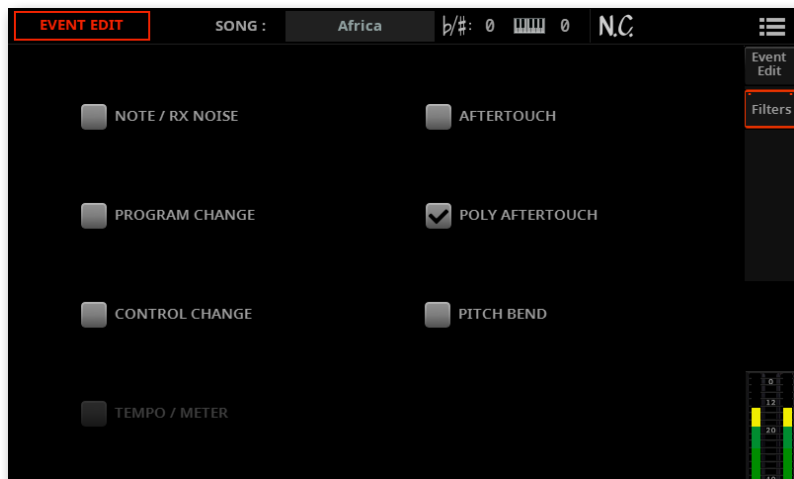 EVENT EDIT SONG : Africa ♭/#: 0 0 N.C.
Event
Edit
Filters
NOTE / RX NOISE AFTERTOUCH
PROGRAM CHANGE POLY AFTERTOUCH
CONTROL CHANGE PITCH BEND
TEMPO / METER
0
12
20